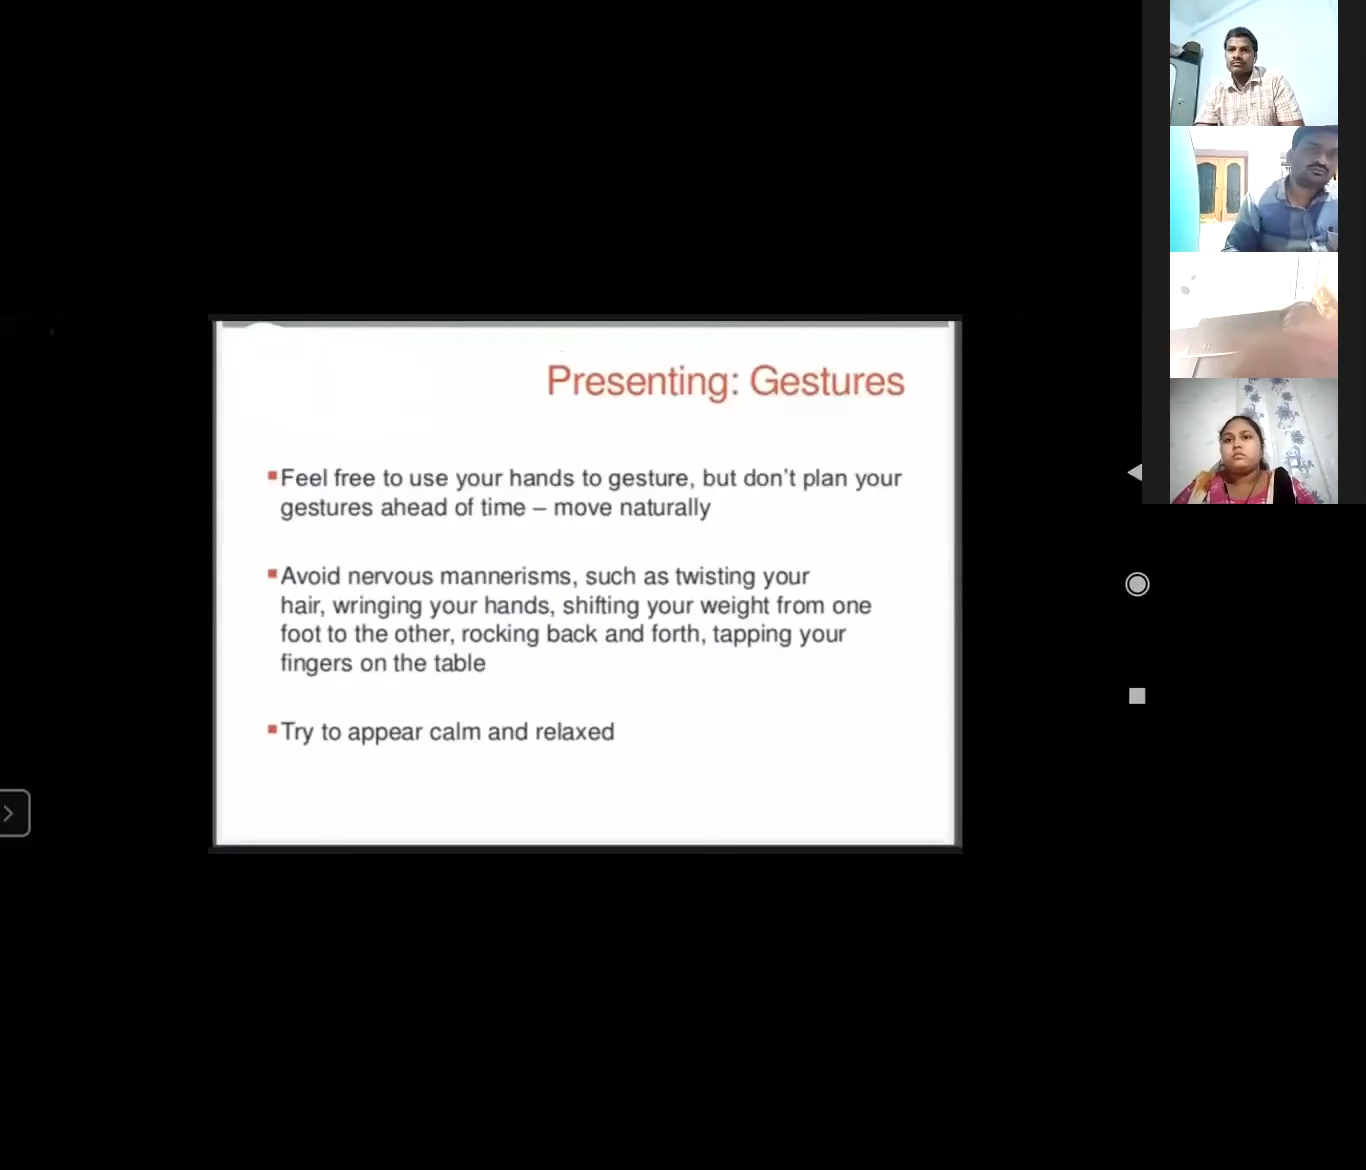 Presenting: Gestures
Feel free to use your hands to gesture, but don't plan your
gestures ahead of time – move naturally
Avoid nervous mannerisms, such as twisting your
hair, wringing your hands, shifting your weight from one
foot to the other, rocking back and forth, tapping your
fingers on the table
Try to appear calm and relaxed